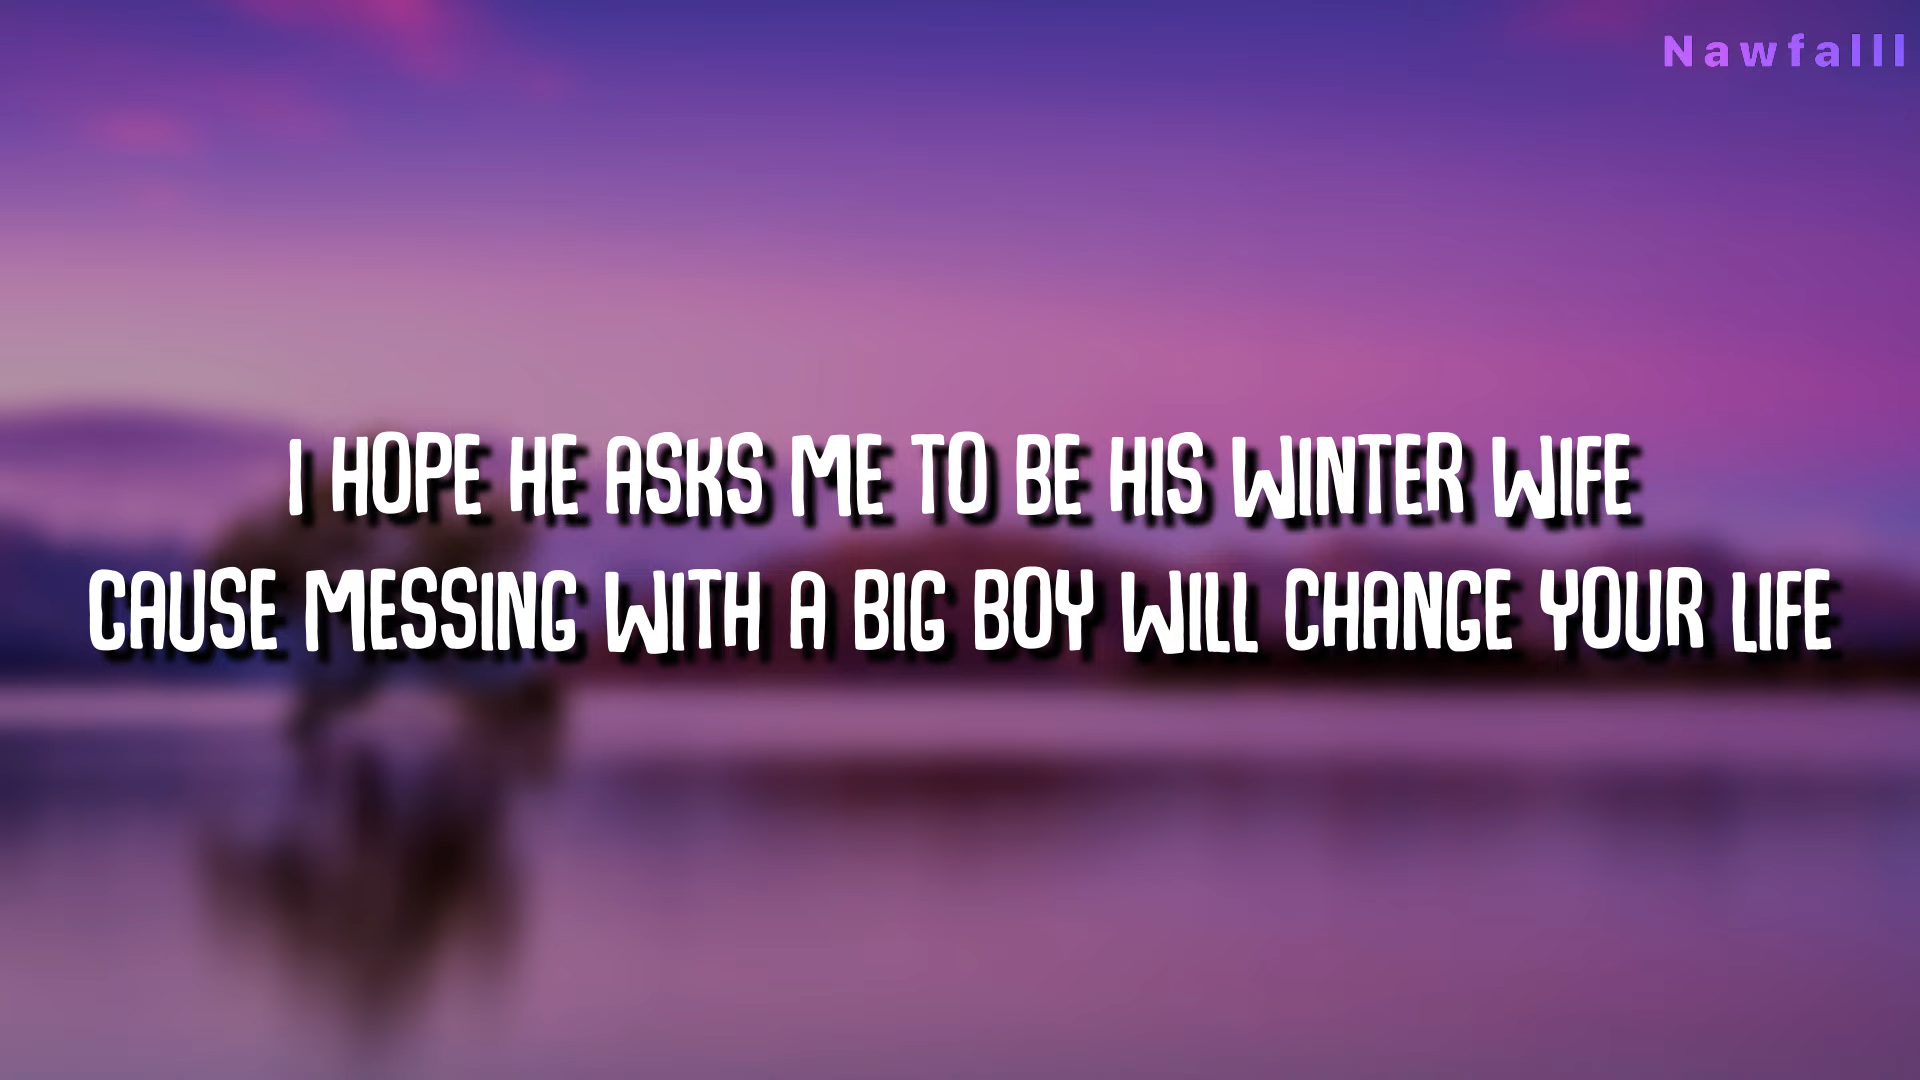 Nawfalll
I HOPE HE ASKS ME TO BE HIS WINTER WIFE
CAUSE MESSING WITH A BIG BOY WILL CHANGE YOUR LIFE